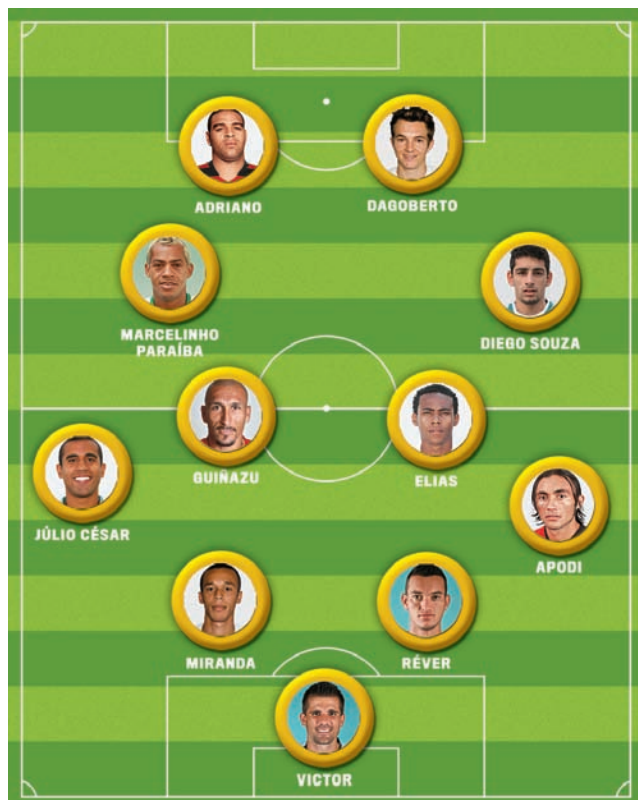 ADRIANO
DAGOBERTO
MARCELINHO
PARAÍBA
DIEGO SOUZA
GUIÑAZU
ELIAS
JÚLIO CÉSAR
APODI
MIRANDA
RÉVER
VICTOR